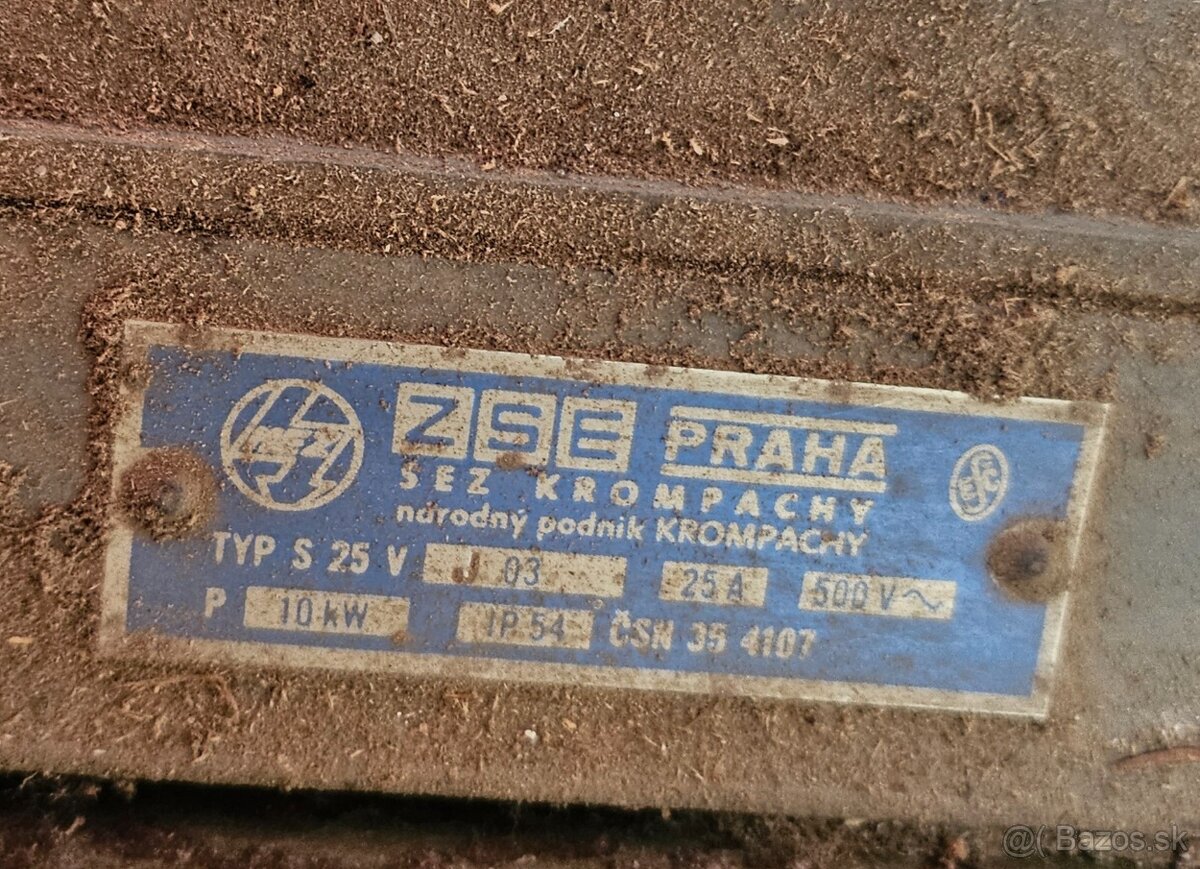 SEZ
ZSE PRAHA
SEZ KROMPACHY
národný podnik KROMPACHY
TYP S 25 V J 03 25 A 500 V ~
P 10 kW IP 54 ČSN 35 4107
@( Bazos.sk